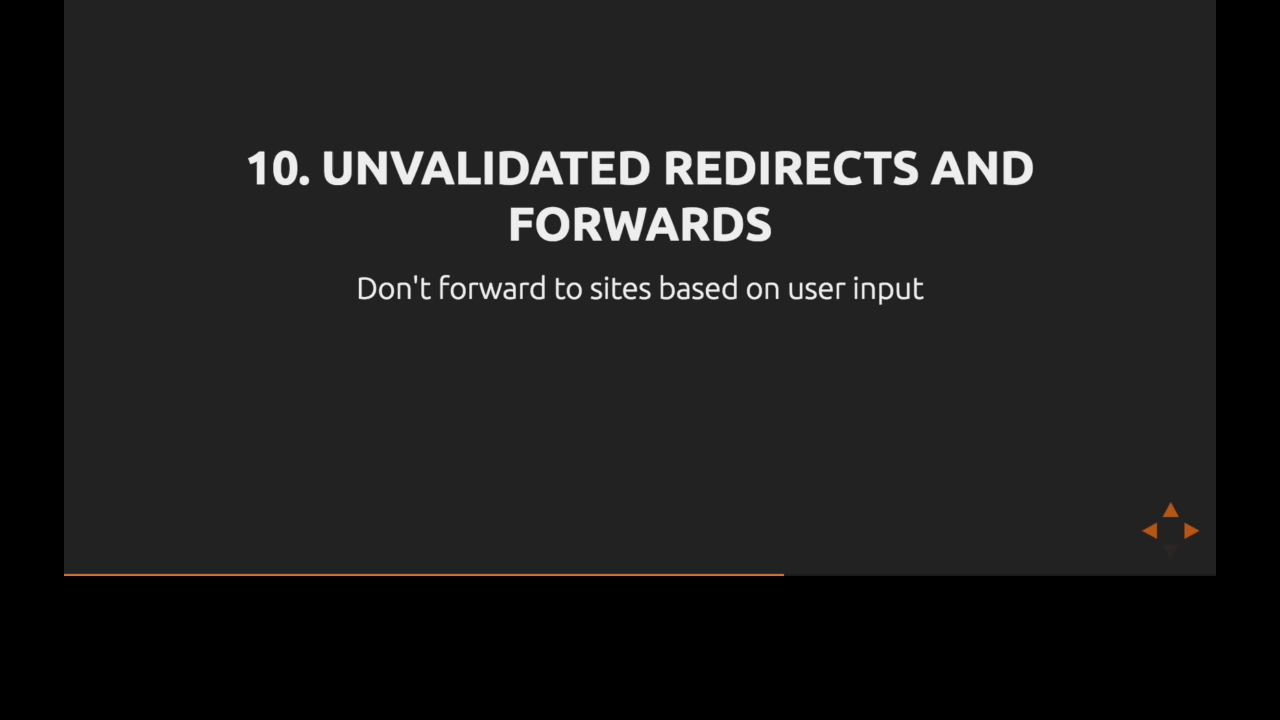 10. UNVALIDATED REDIRECTS AND
FORWARDS
Don't forward to sites based on user input